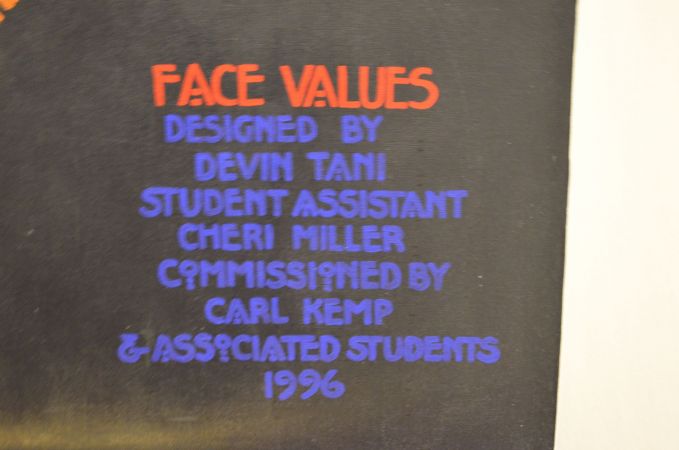 FACE VALUES
DESIGNED BY
DEVIN TANI
STUDENT ASSISTANT
CHERI MILLER
COMMISSIONED BY
CARL KEMP
& ASSOCIATED STUDENTS
1996